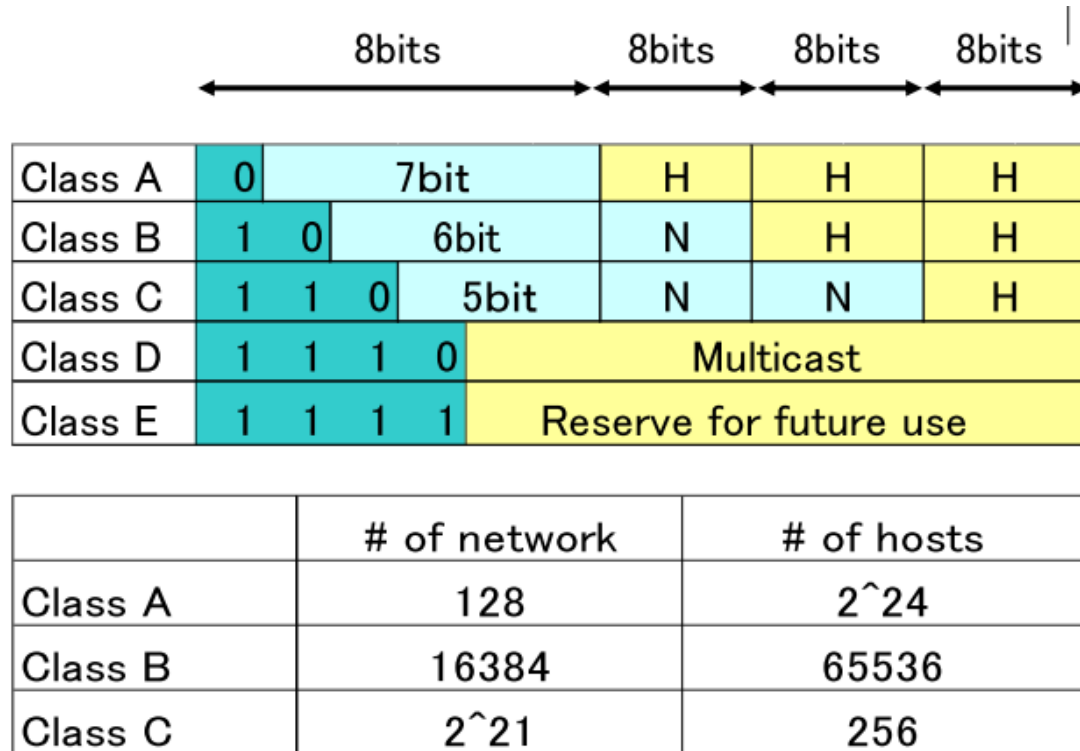 8bits 8bits 8bits 8bits
Class A 0 7bit H H H
Class B 1 0 6bit N H H
Class C 1 1 0 5bit N N H
Class D 1 1 1 0 Multicast
Class E 1 1 1 1 Reserve for future use
# of network # of hosts
Class A 128 2^24
Class B 16384 65536
Class C 2^21 256